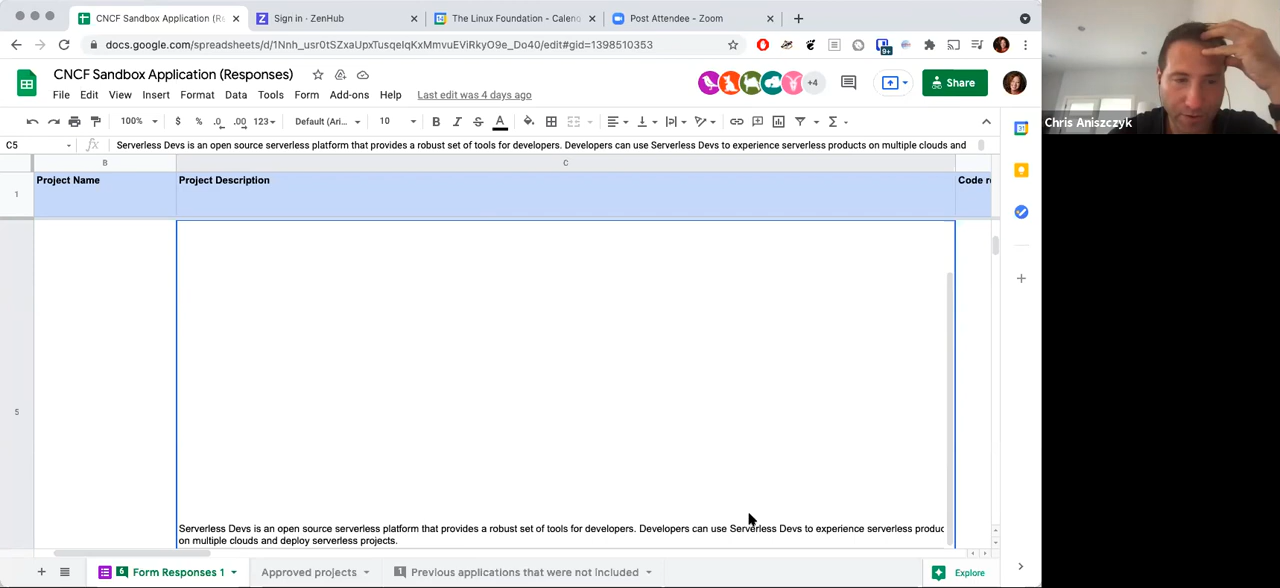 CNCF Sandbox Application (Re
Sign in · ZenHub
The Linux Foundation - Calend
Post Attendee - Zoom
docs.google.com/spreadsheets/d/1Nnh_usr0tSZxaUpxTusqeIqKxMmvuEViRkyO9e_Do40/edit#gid=1398510353
9+
CNCF Sandbox Application (Responses)
+4
Share
File Edit View Insert Format Data Tools Form Add-ons Help Last edit was 4 days ago
100% $ % .0 .00 123 Default (Ari... 10 B I S A
C5 fx Serverless Devs is an open source serverless platform that provides a robust set of tools for developers. Developers can use Serverless Devs to experience serverless products on multiple clouds and
B C
1 Project Name Project Description Code r
5
Serverless Devs is an open source serverless platform that provides a robust set of tools for developers. Developers can use Serverless Devs to experience serverless produc
on multiple clouds and deploy serverless projects.
6 Form Responses 1 Approved projects 1 Previous applications that were not included Explore
Chris Aniszczyk